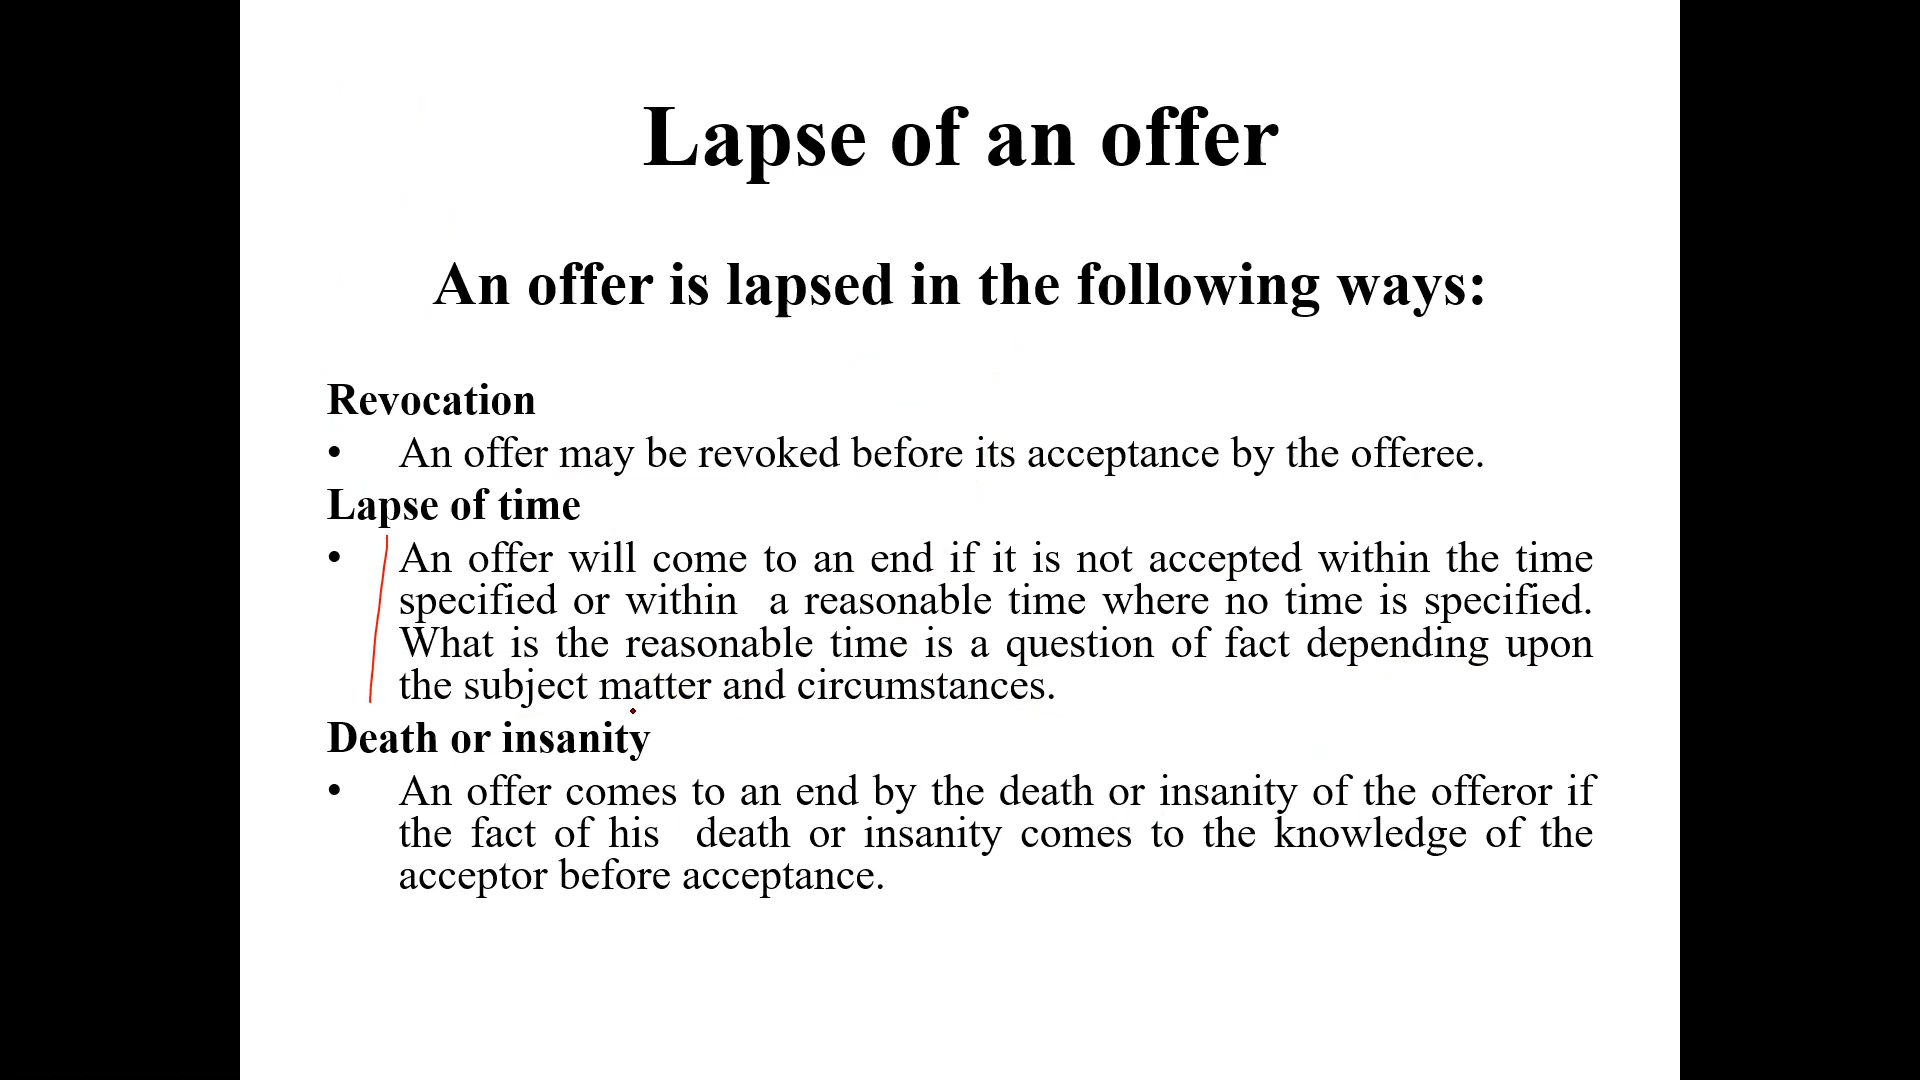 Lapse of an offer
An offer is lapsed in the following ways:
Revocation
• An offer may be revoked before its acceptance by the offeree.
Lapse of time
• An offer will come to an end if it is not accepted within the time
specified or within a reasonable time where no time is specified.
What is the reasonable time is a question of fact depending upon
the subject matter and circumstances.
Death or insanity
• An offer comes to an end by the death or insanity of the offeror if
the fact of his death or insanity comes to the knowledge of the
acceptor before acceptance.